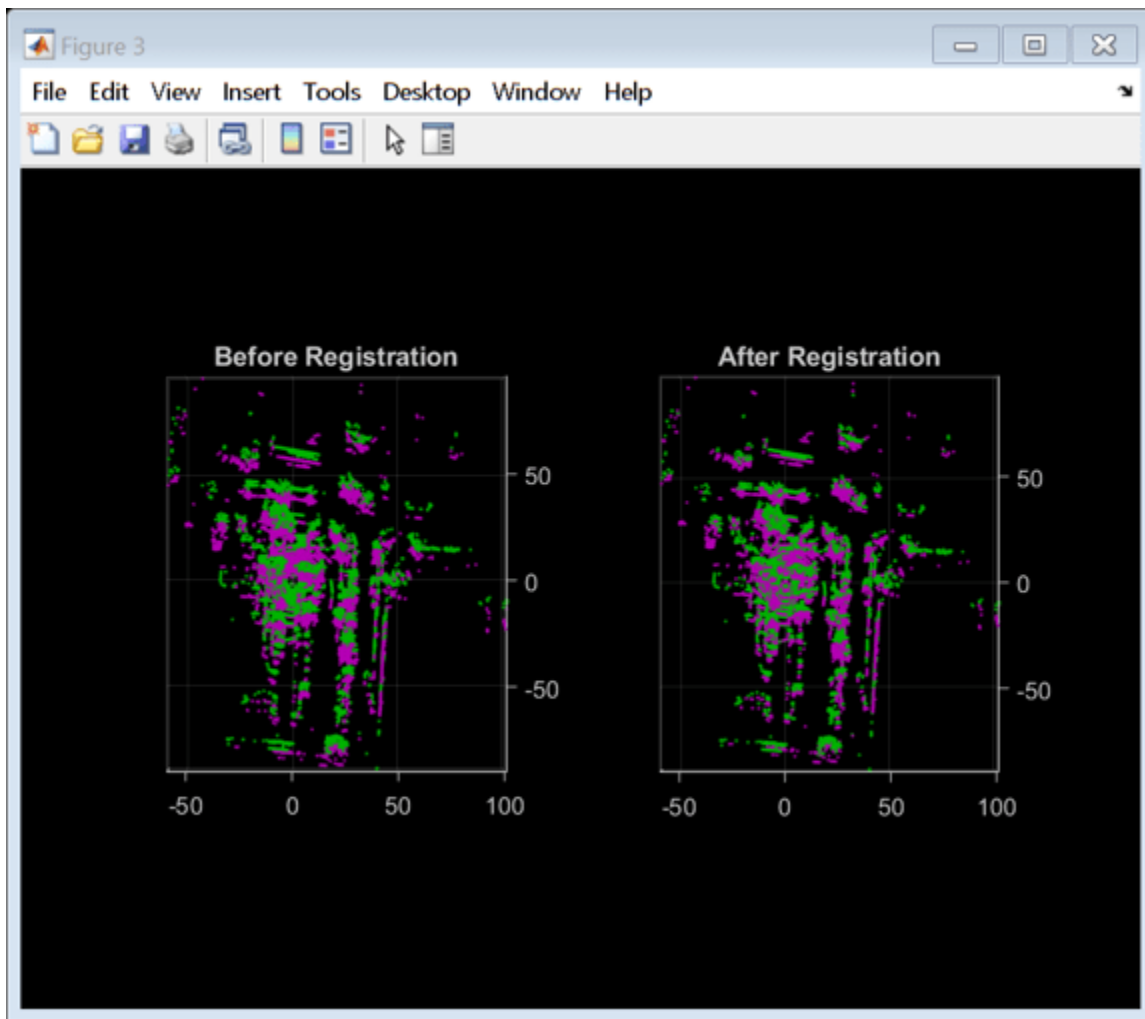 Figure 3
File Edit View Insert Tools Desktop Window Help
Before Registration
50
0
-50
-50 0 50 100
After Registration
50
0
-50
-50 0 50 100